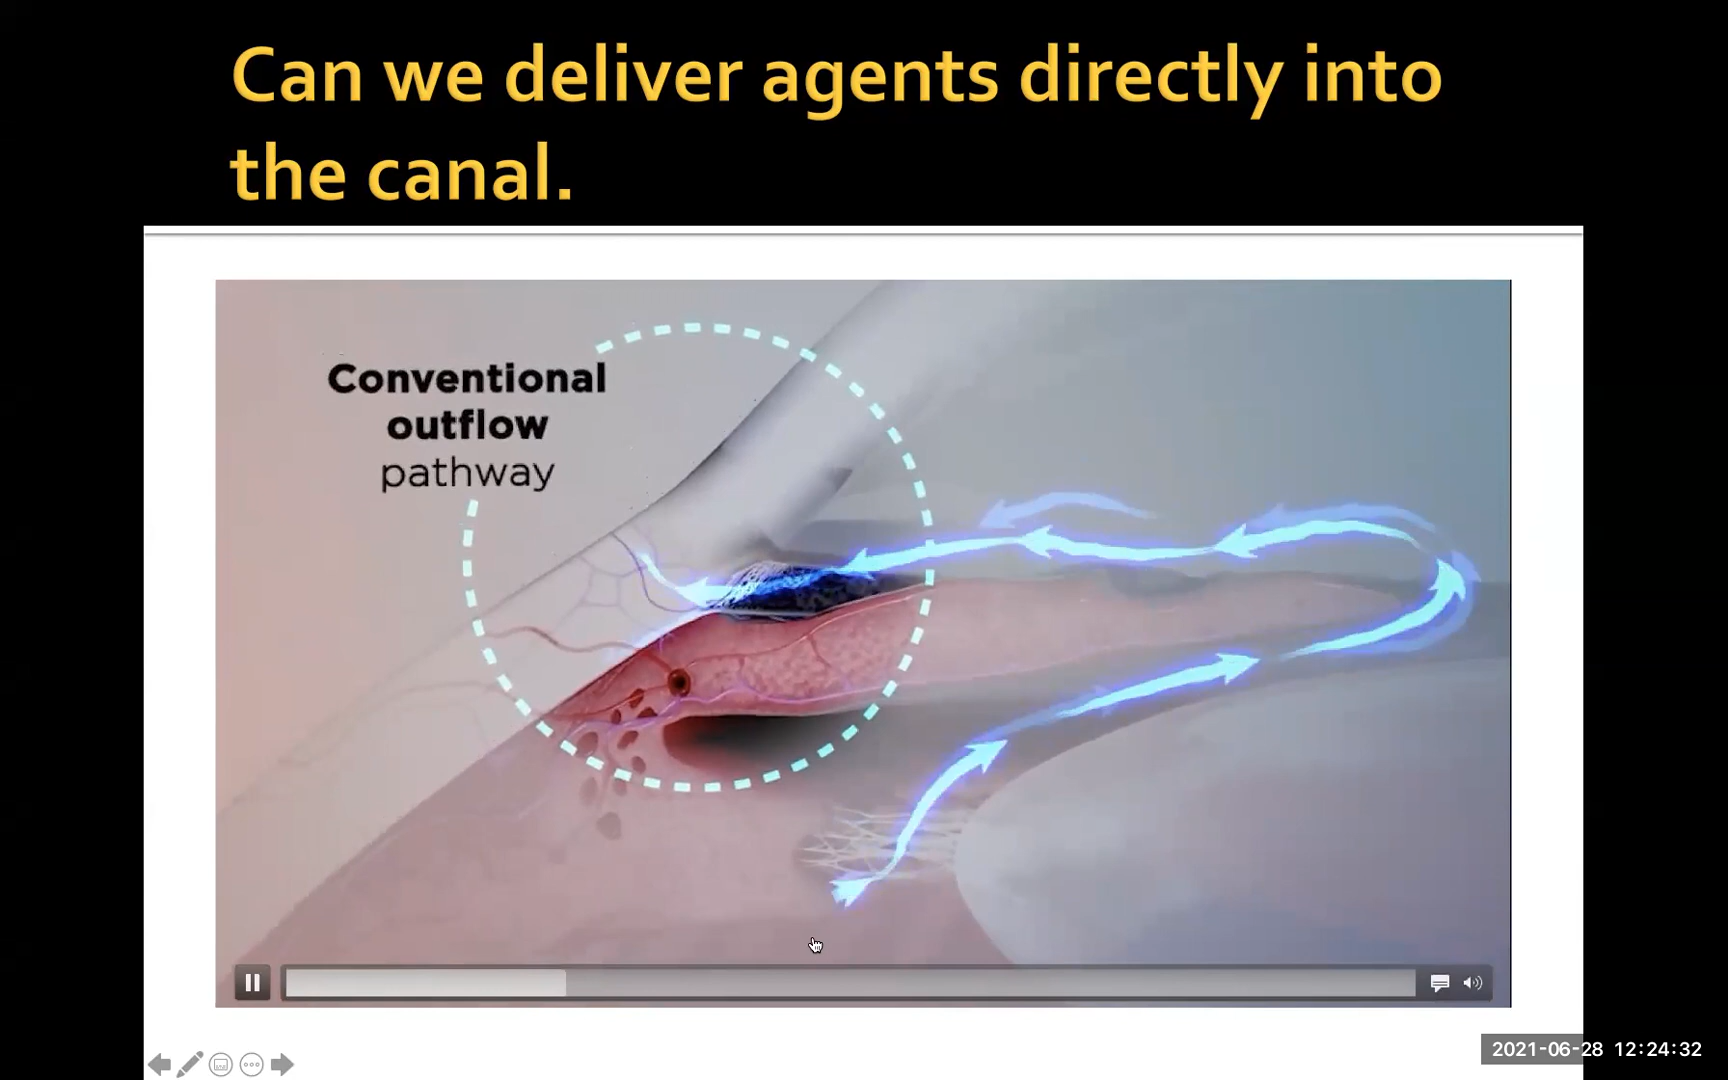 Can we deliver agents directly into
the canal.
Conventional
outflow
pathway
2021-06-28 12:24:32